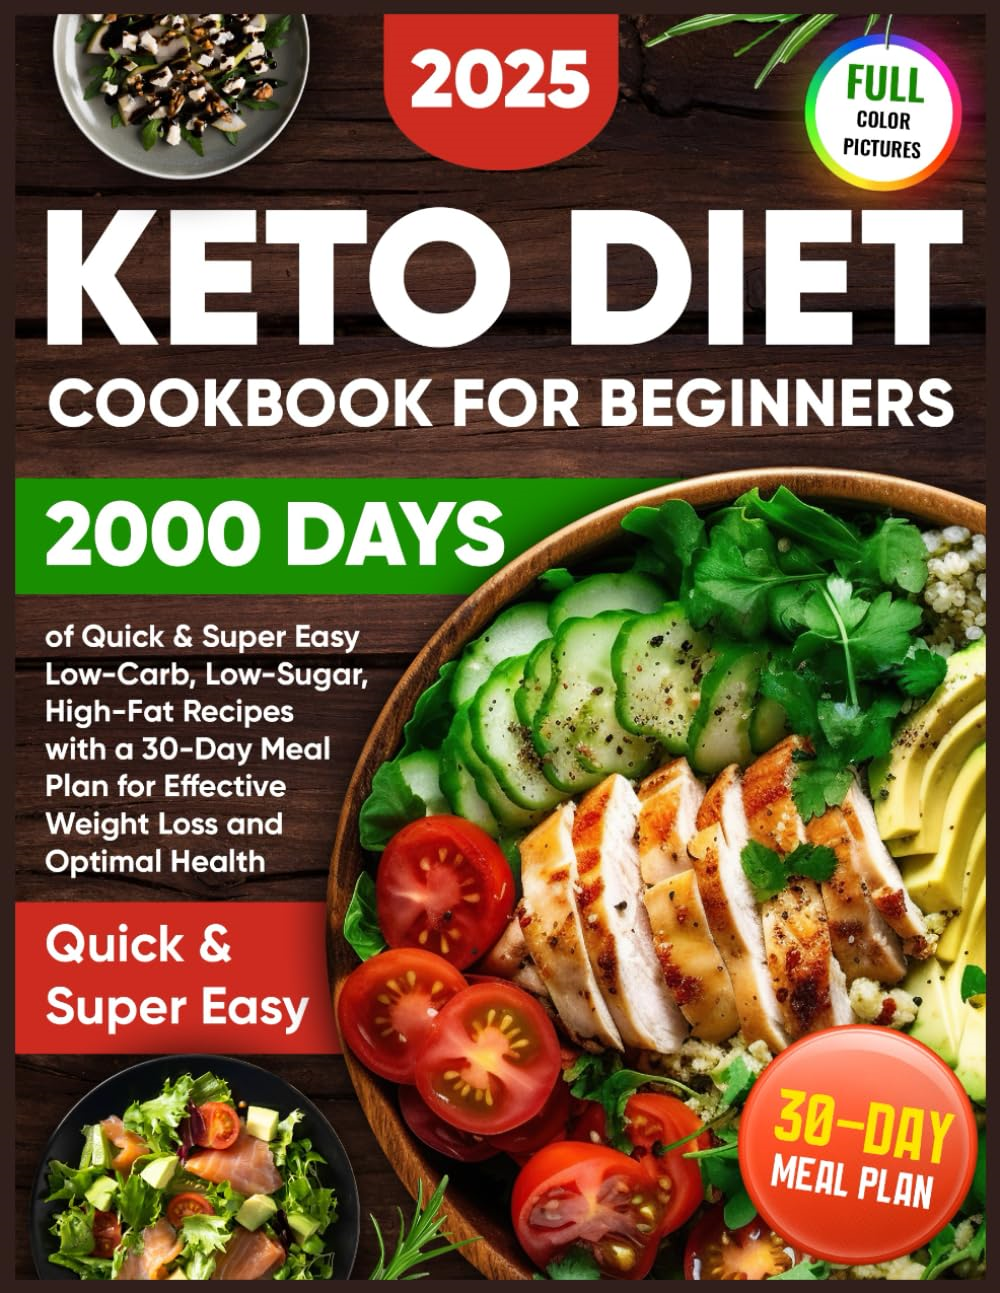 2025
FULL
COLOR
PICTURES
KETO DIET
COOKBOOK FOR BEGINNERS
2000 DAYS
of Quick & Super Easy
Low-Carb, Low-Sugar,
High-Fat Recipes
with a 30-Day Meal
Plan for Effective
Weight Loss and
Optimal Health
Quick &
Super Easy
30-DAY
MEAL PLAN